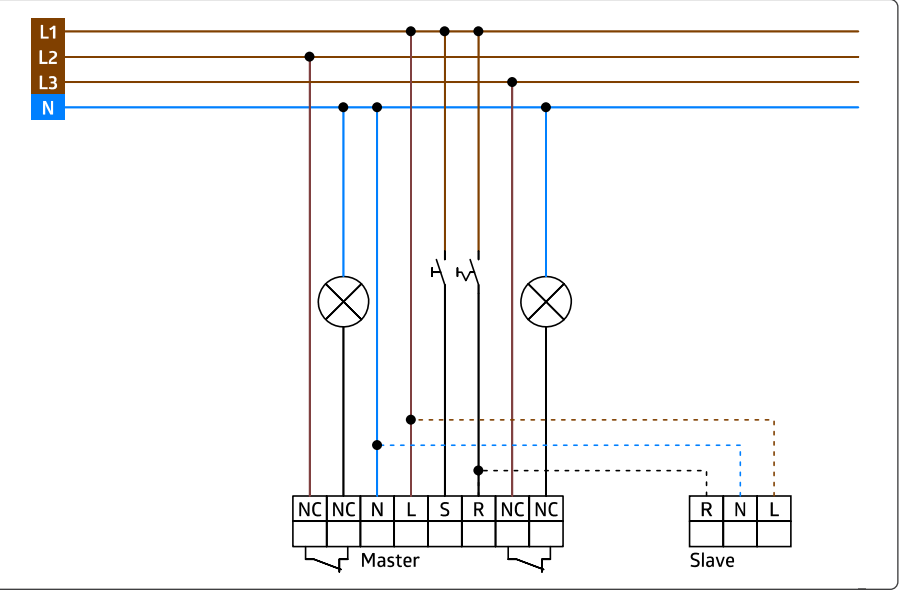 L1
L2
L3
N
NC NC N L S R NC NC
R N L
Master
Slave